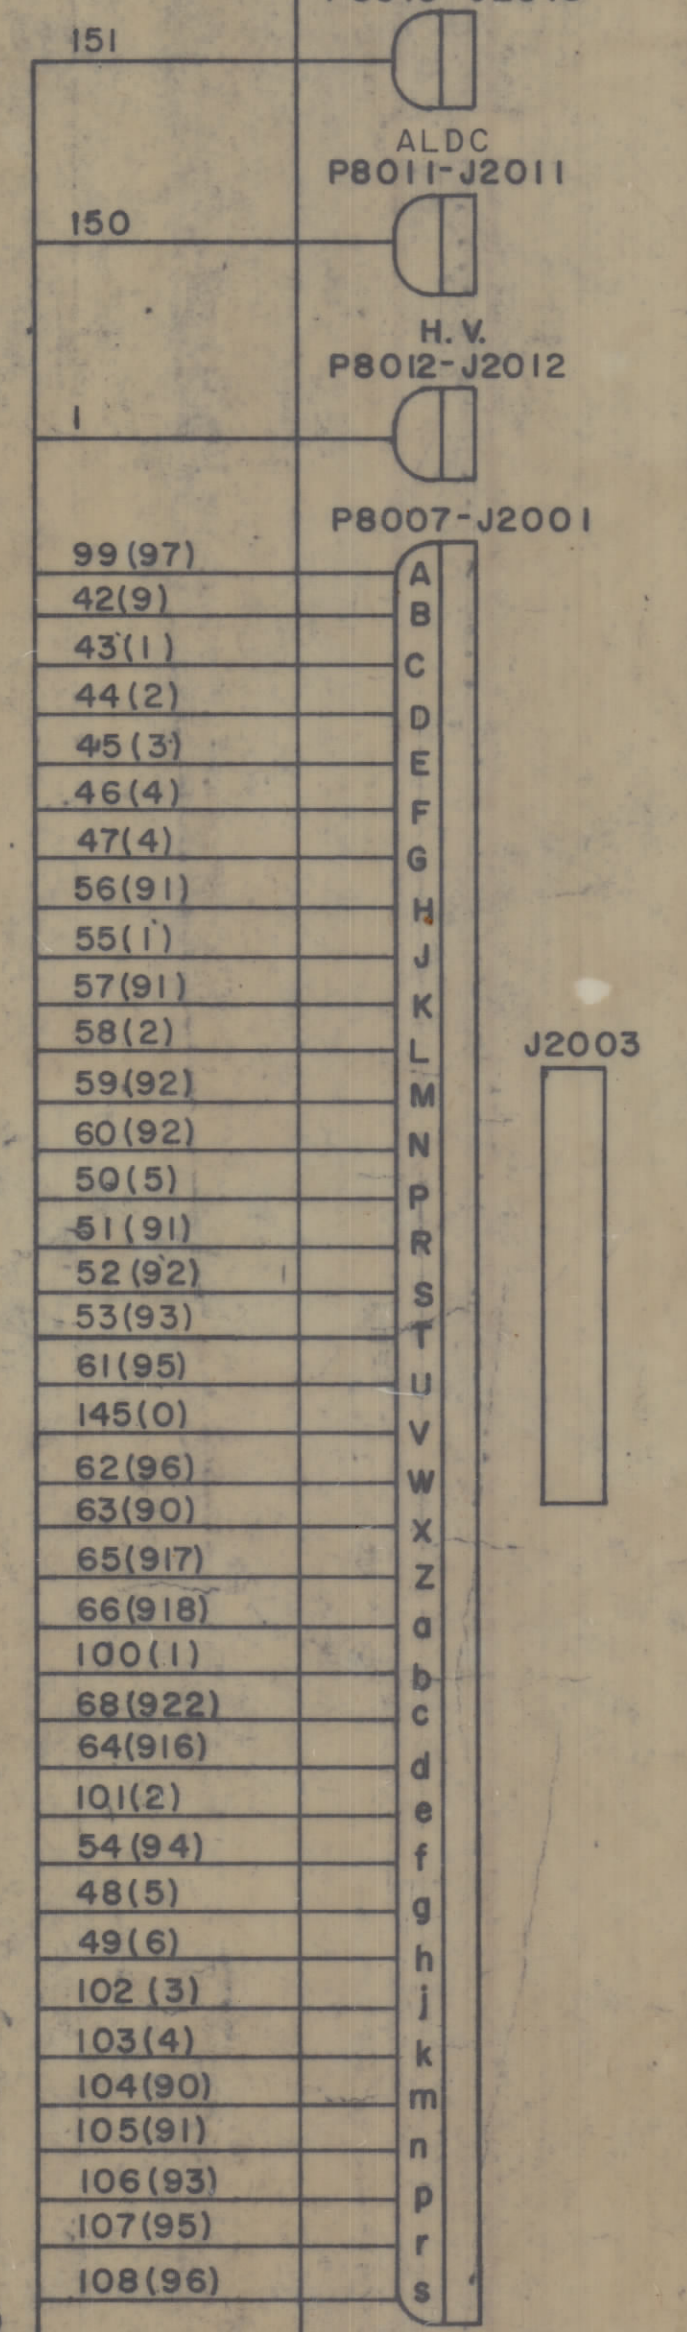 151
ALDC
P8011-J2011
150
H.V.
P8012-J2012
1
P8007-J2001
99(97) A
42(9) B
43(1) C
44(2) D
45(3) E
46(4) F
47(4) G
56(91) H
55(1) J
57(91) K
58(2) L
J2003
59(92) M
60(92) N
50(5) P
51(91) R
52(92) S
53(93) T
61(95) U
145(0) V
62(96) W
63(90) X
65(917) Z
66(918) a
100(1) b
68(922) c
64(916) d
101(2) e
54(94) f
48(5) g
49(6) h
102(3) j
103(4) k
104(90) m
105(91) n
106(93) p
107(95) r
108(96) s